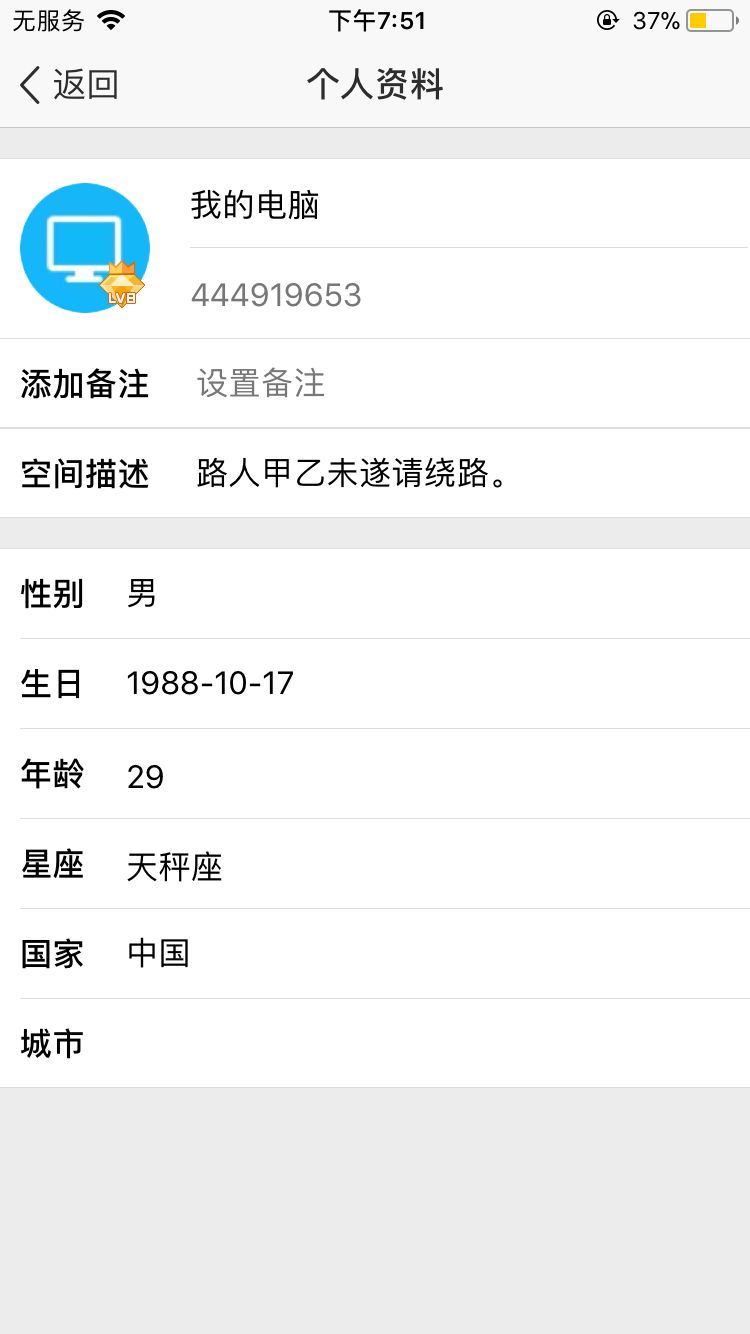 无服务 下午7:51 37%
返回 个人资料
我的电脑
LV8
444919653
添加备注 设置备注
空间描述 路人甲乙未遂请绕路。
性别 男
生日 1988-10-17
年龄 29
星座 天秤座
国家 中国
城市